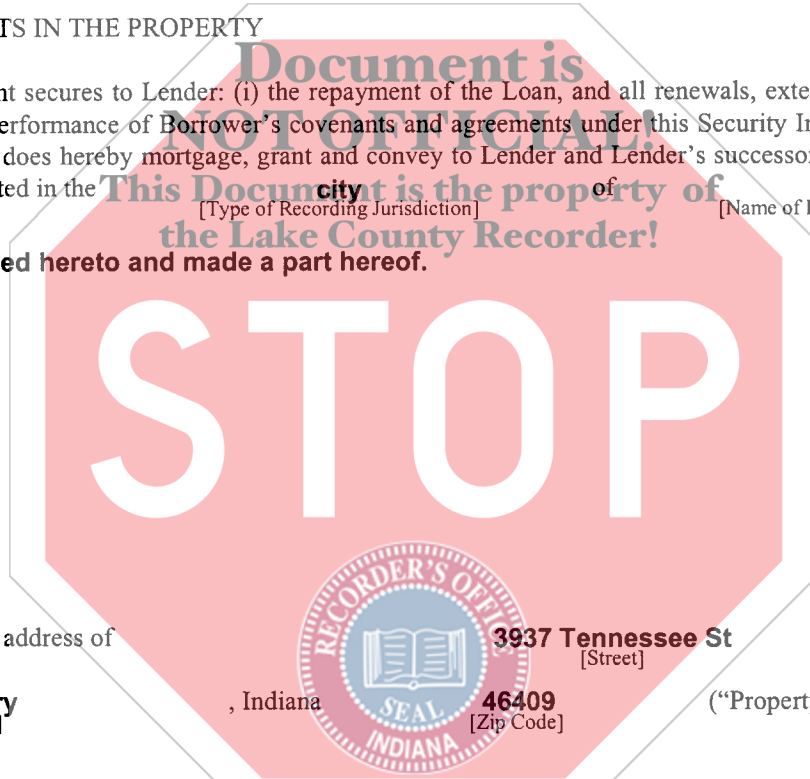 TS IN THE PROPERTY
Document is
nt secures to Lender: (i) the repayment of the Loan, and all renewals, exte
NOT OFFICIAL!
erformance of Borrower's covenants and agreements under this Security In
does hereby mortgage, grant and convey to Lender and Lender's successor
ted in the city of
This Document is the property of
[Type of Recording Jurisdiction] [Name of
the Lake County Recorder!
ed hereto and made a part hereof.
STOP
RECORDER'S OFFICE
address of 3937 Tennessee St
[Street]
y , Indiana 46409 ("Propert
[Zip Code]
SEAL
INDIANA